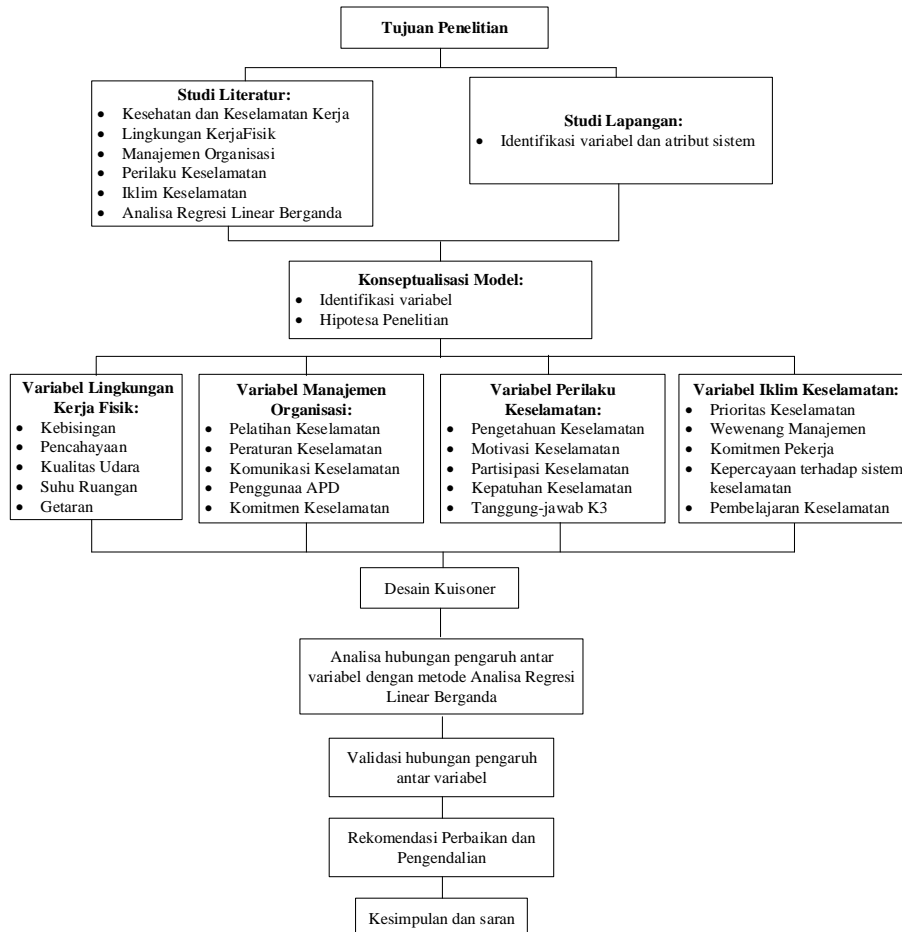 Tujuan Penelitian
Studi Literatur:
• Kesehatan dan Keselamatan Kerja
• Lingkungan KerjaFisik
• Manajemen Organisasi
• Perilaku Keselamatan
• Iklim Keselamatan
• Analisa Regresi Linear Berganda
Studi Lapangan:
• Identifikasi variabel dan atribut sistem
Konseptualisasi Model:
• Identifikasi variabel
• Hipotesa Penelitian
Variabel Lingkungan
Kerja Fisik:
• Kebisingan
• Pencahayaan
• Kualitas Udara
• Suhu Ruangan
• Getaran
Variabel Manajemen
Organisasi:
• Pelatihan Keselamatan
• Peraturan Keselamatan
• Komunikasi Keselamatan
• Penggunaa APD
• Komitmen Keselamatan
Variabel Perilaku
Keselamatan:
• Pengetahuan Keselamatan
• Motivasi Keselamatan
• Partisipasi Keselamatan
• Kepatuhan Keselamatan
• Tanggung-jawab K3
Variabel Iklim Keselamatan:
• Prioritas Keselamatan
• Wewenang Manajemen
• Komitmen Pekerja
• Kepercayaan terhadap sistem
keselamatan
• Pembelajaran Keselamatan
Desain Kuisoner
Analisa hubungan pengaruh antar
variabel dengan metode Analisa Regresi
Linear Berganda
Validasi hubungan pengaruh
antar variabel
Rekomendasi Perbaikan dan
Pengendalian
Kesimpulan dan saran